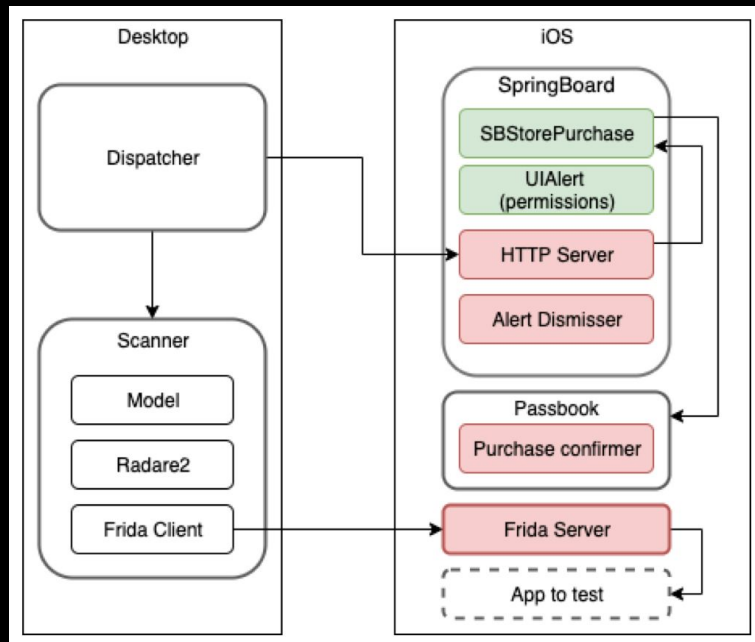 Desktop
Dispatcher
Scanner
Model
Radare2
Frida Client
iOS
SpringBoard
SBStorePurchase
UIAlert
(permissions)
HTTP Server
Alert Dismisser
Passbook
Purchase confirmer
Frida Server
App to test